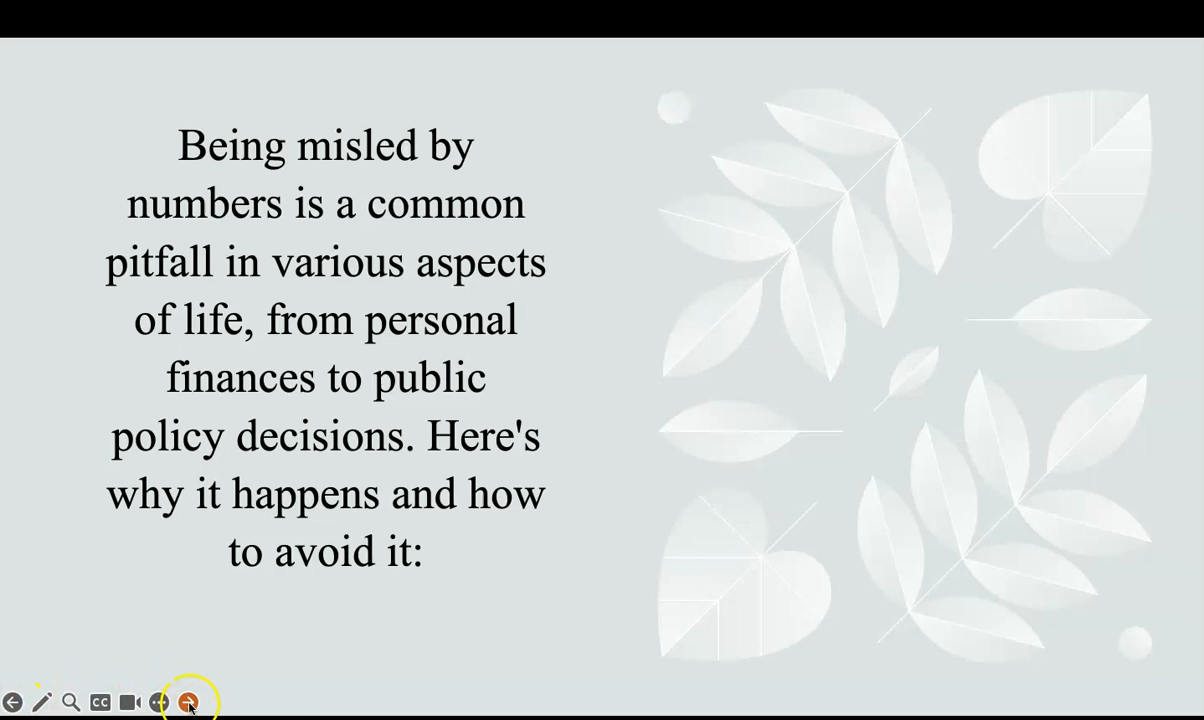 Being misled by
numbers is a common
pitfall in various aspects
of life, from personal
finances to public
policy decisions. Here's
why it happens and how
to avoid it:
CC